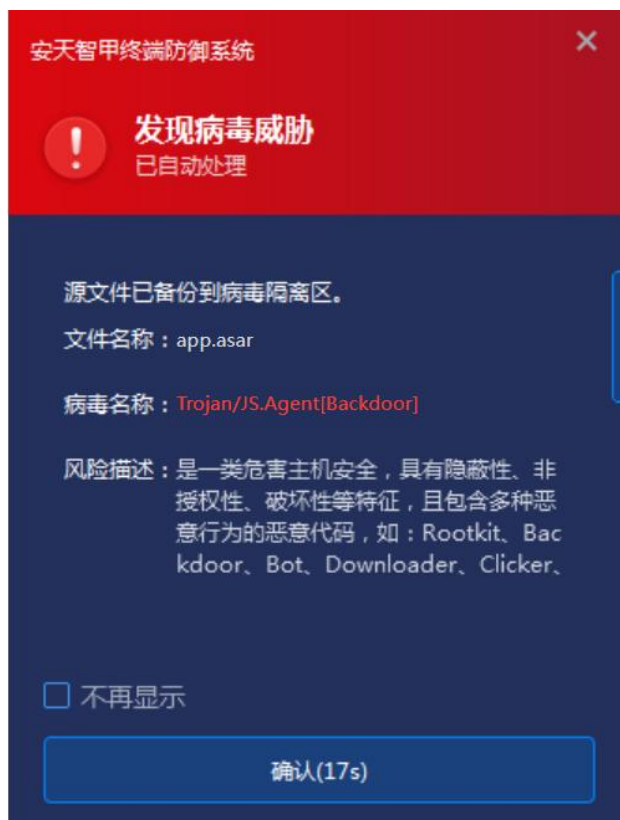 安天智甲终端防御系统
发现病毒威胁
已自动处理
源文件已备份到病毒隔离区。
文件名称：app.asar
病毒名称：Trojan/JS.Agent[Backdoor]
风险描述：是一类危害主机安全，具有隐蔽性、非
授权性、破坏性等特征，且包含多种恶
意行为的恶意代码，如：Rootkit、Bac
kdoor、Bot、Downloader、Clicker、
不再显示
确认(17s)